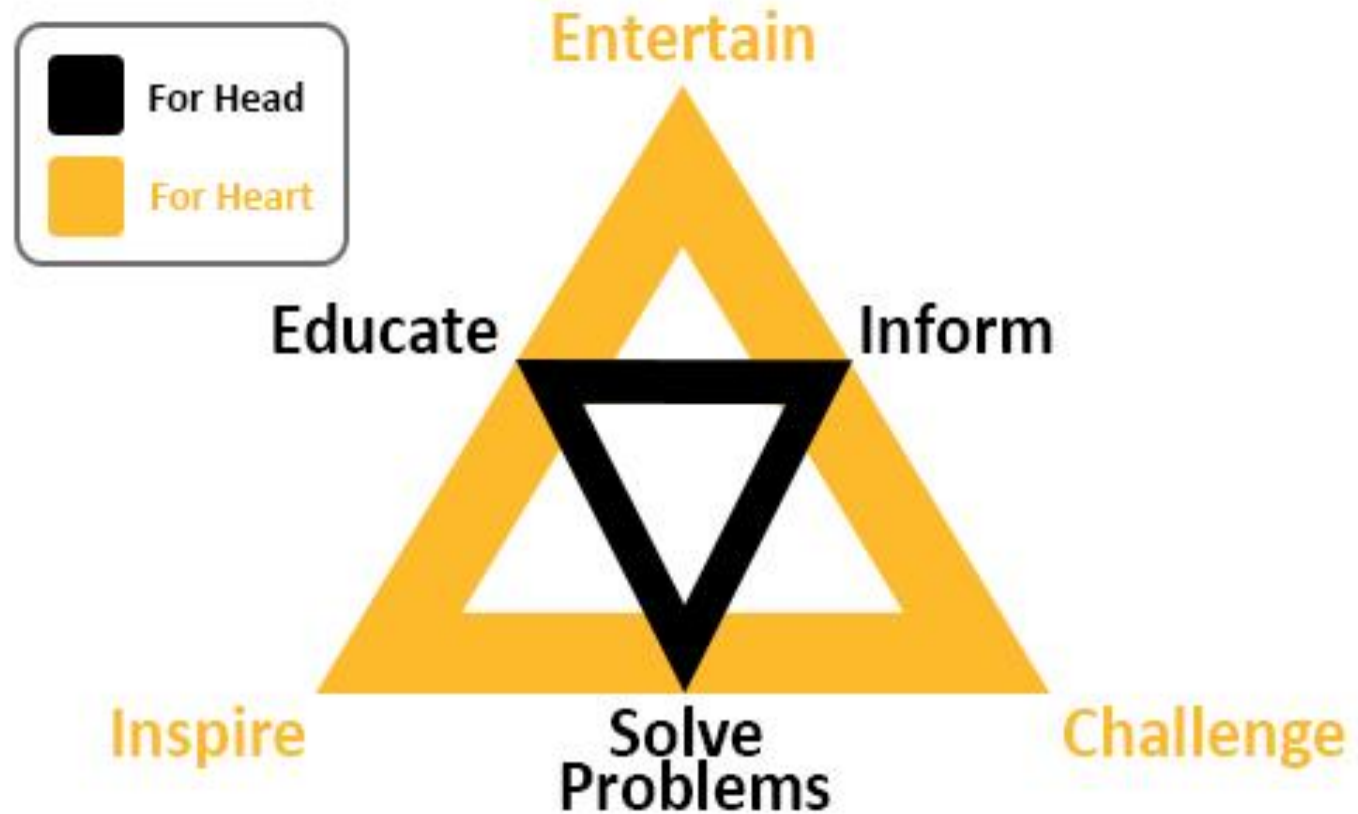 Entertain
For Head
For Heart
Educate
Inform
Inspire
Solve
Problems
Challenge